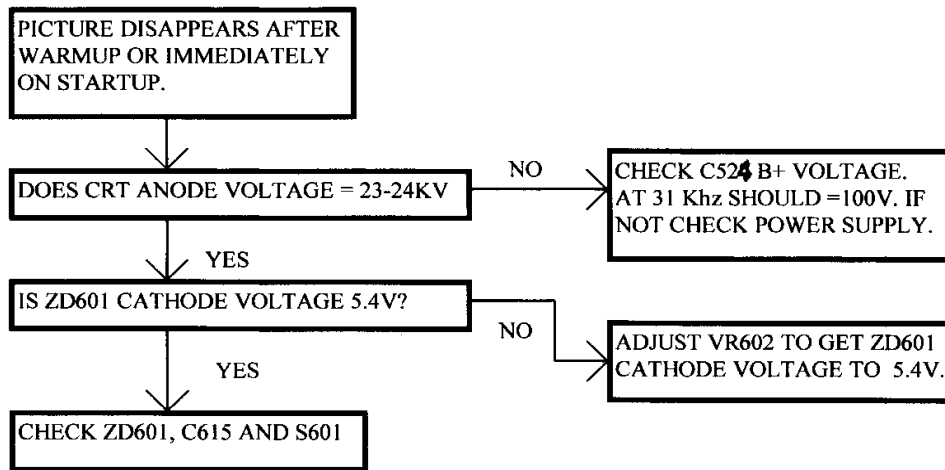 PICTURE DISAPPEARS AFTER
WARMUP OR IMMEDIATELY
ON STARTUP.
DOES CRT ANODE VOLTAGE = 23-24KV
NO
CHECK C524 B+ VOLTAGE.
AT 31 Khz SHOULD =100V. IF
NOT CHECK POWER SUPPLY.
YES
IS ZD601 CATHODE VOLTAGE 5.4V?
NO
ADJUST VR602 TO GET ZD601
CATHODE VOLTAGE TO 5.4V.
YES
CHECK ZD601, C615 AND S601